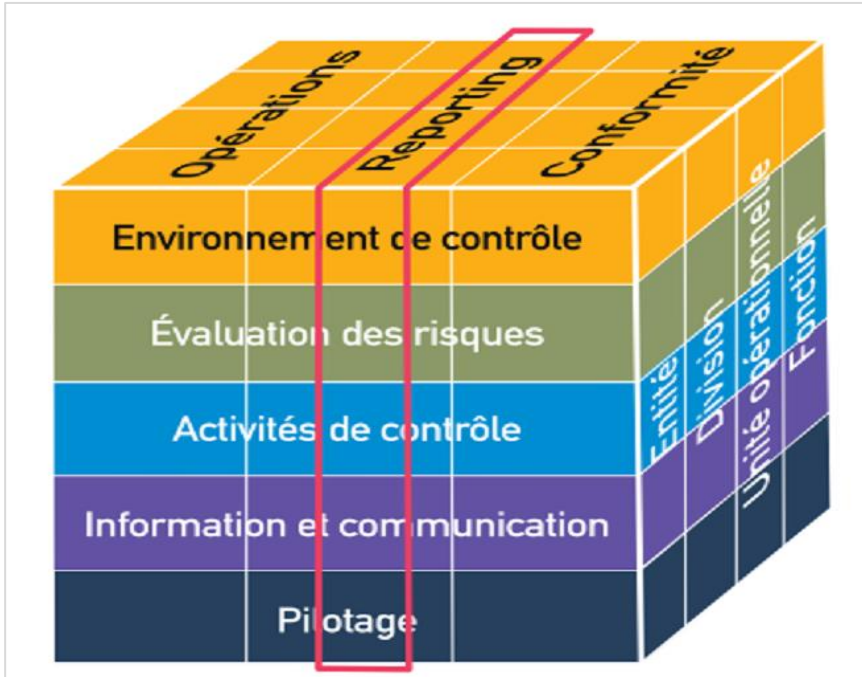 Opérations
Reporting
Conformité
Environnement de contrôle
Évaluation des risques
Activités de contrôle
Information et communication
Pilotage
Entité
Division
Unité opérationnelle
Fonction